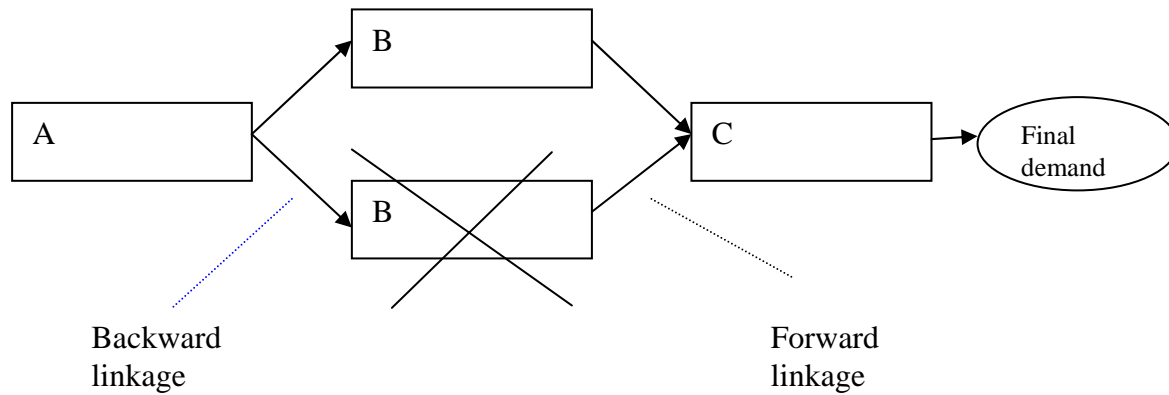 B
A
C
Final
demand
B
Backward
linkage
Forward
linkage